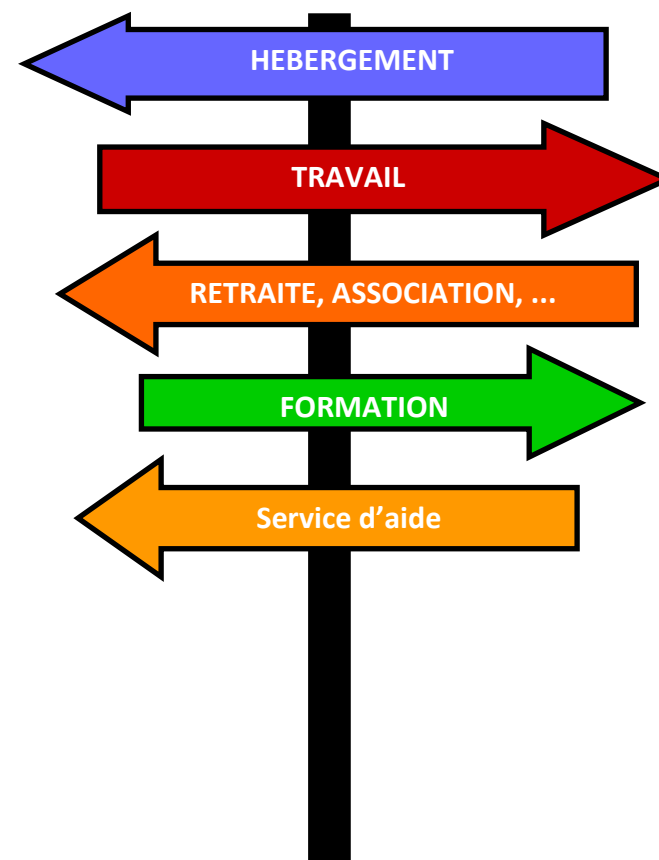 HEBERGEMENT
TRAVAIL
RETRAITE, ASSOCIATION, ...
FORMATION
Service d’aide